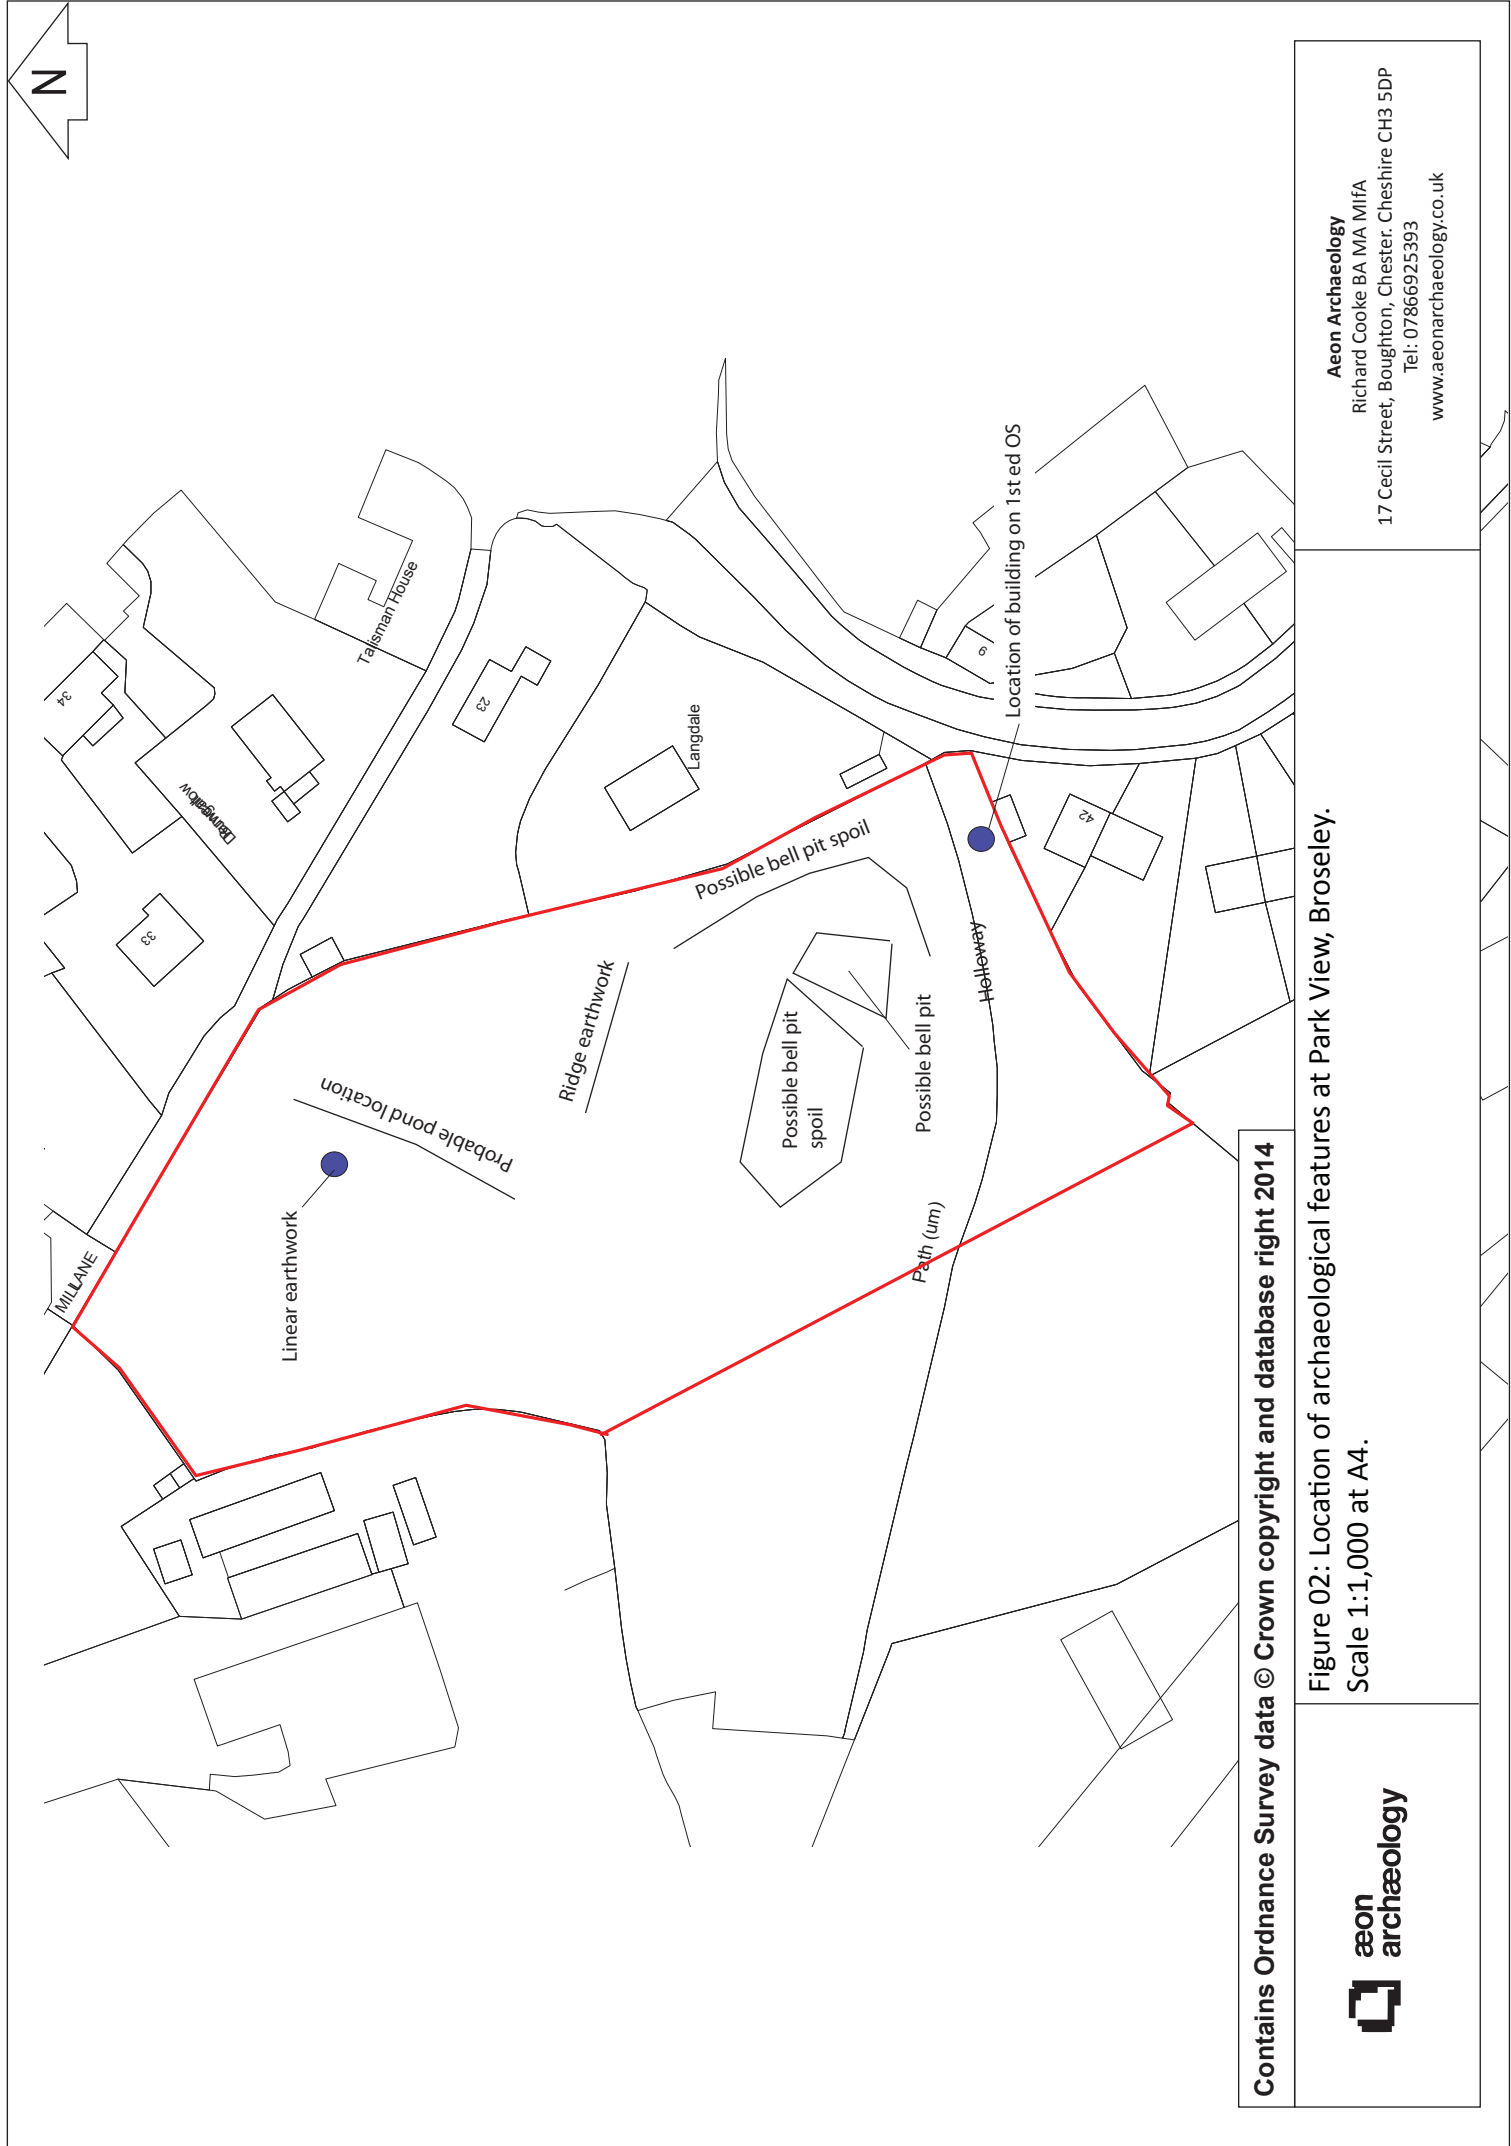 N
MILL LANE
34
33
Talisman House
23
Langdale
Linear earthwork
Probable pond location
Ridge earthwork
Possible bell pit spoil
Possible bell pit
spoil
Possible bell pit
Holloway
Path (um)
Location of building on 1st ed OS
9
42
Contains Ordnance Survey data © Crown copyright and database right 2014
æon
archæology
Figure 02: Location of archaeological features at Park View, Broseley.
Scale 1:1,000 at A4.
Aeon Archaeology
Richard Cooke BA MA MIfA
17 Cecil Street, Boughton, Chester. Cheshire CH3 5DP
Tel: 07866925393
www.aeonarchaeology.co.uk